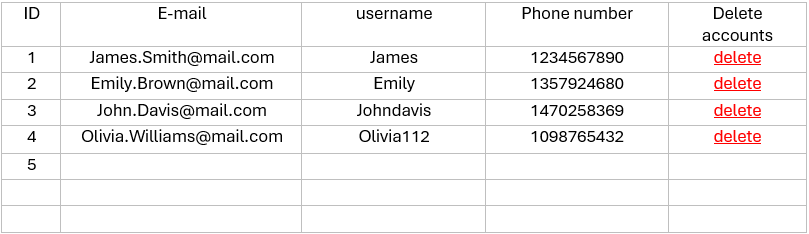 ID E-mail username Phone number Delete
accounts
1 James.Smith@mail.com James 1234567890 delete
2 Emily.Brown@mail.com Emily 1357924680 delete
3 John.Davis@mail.com Johndavis 1470258369 delete
4 Olivia.Williams@mail.com Olivia112 1098765432 delete
5